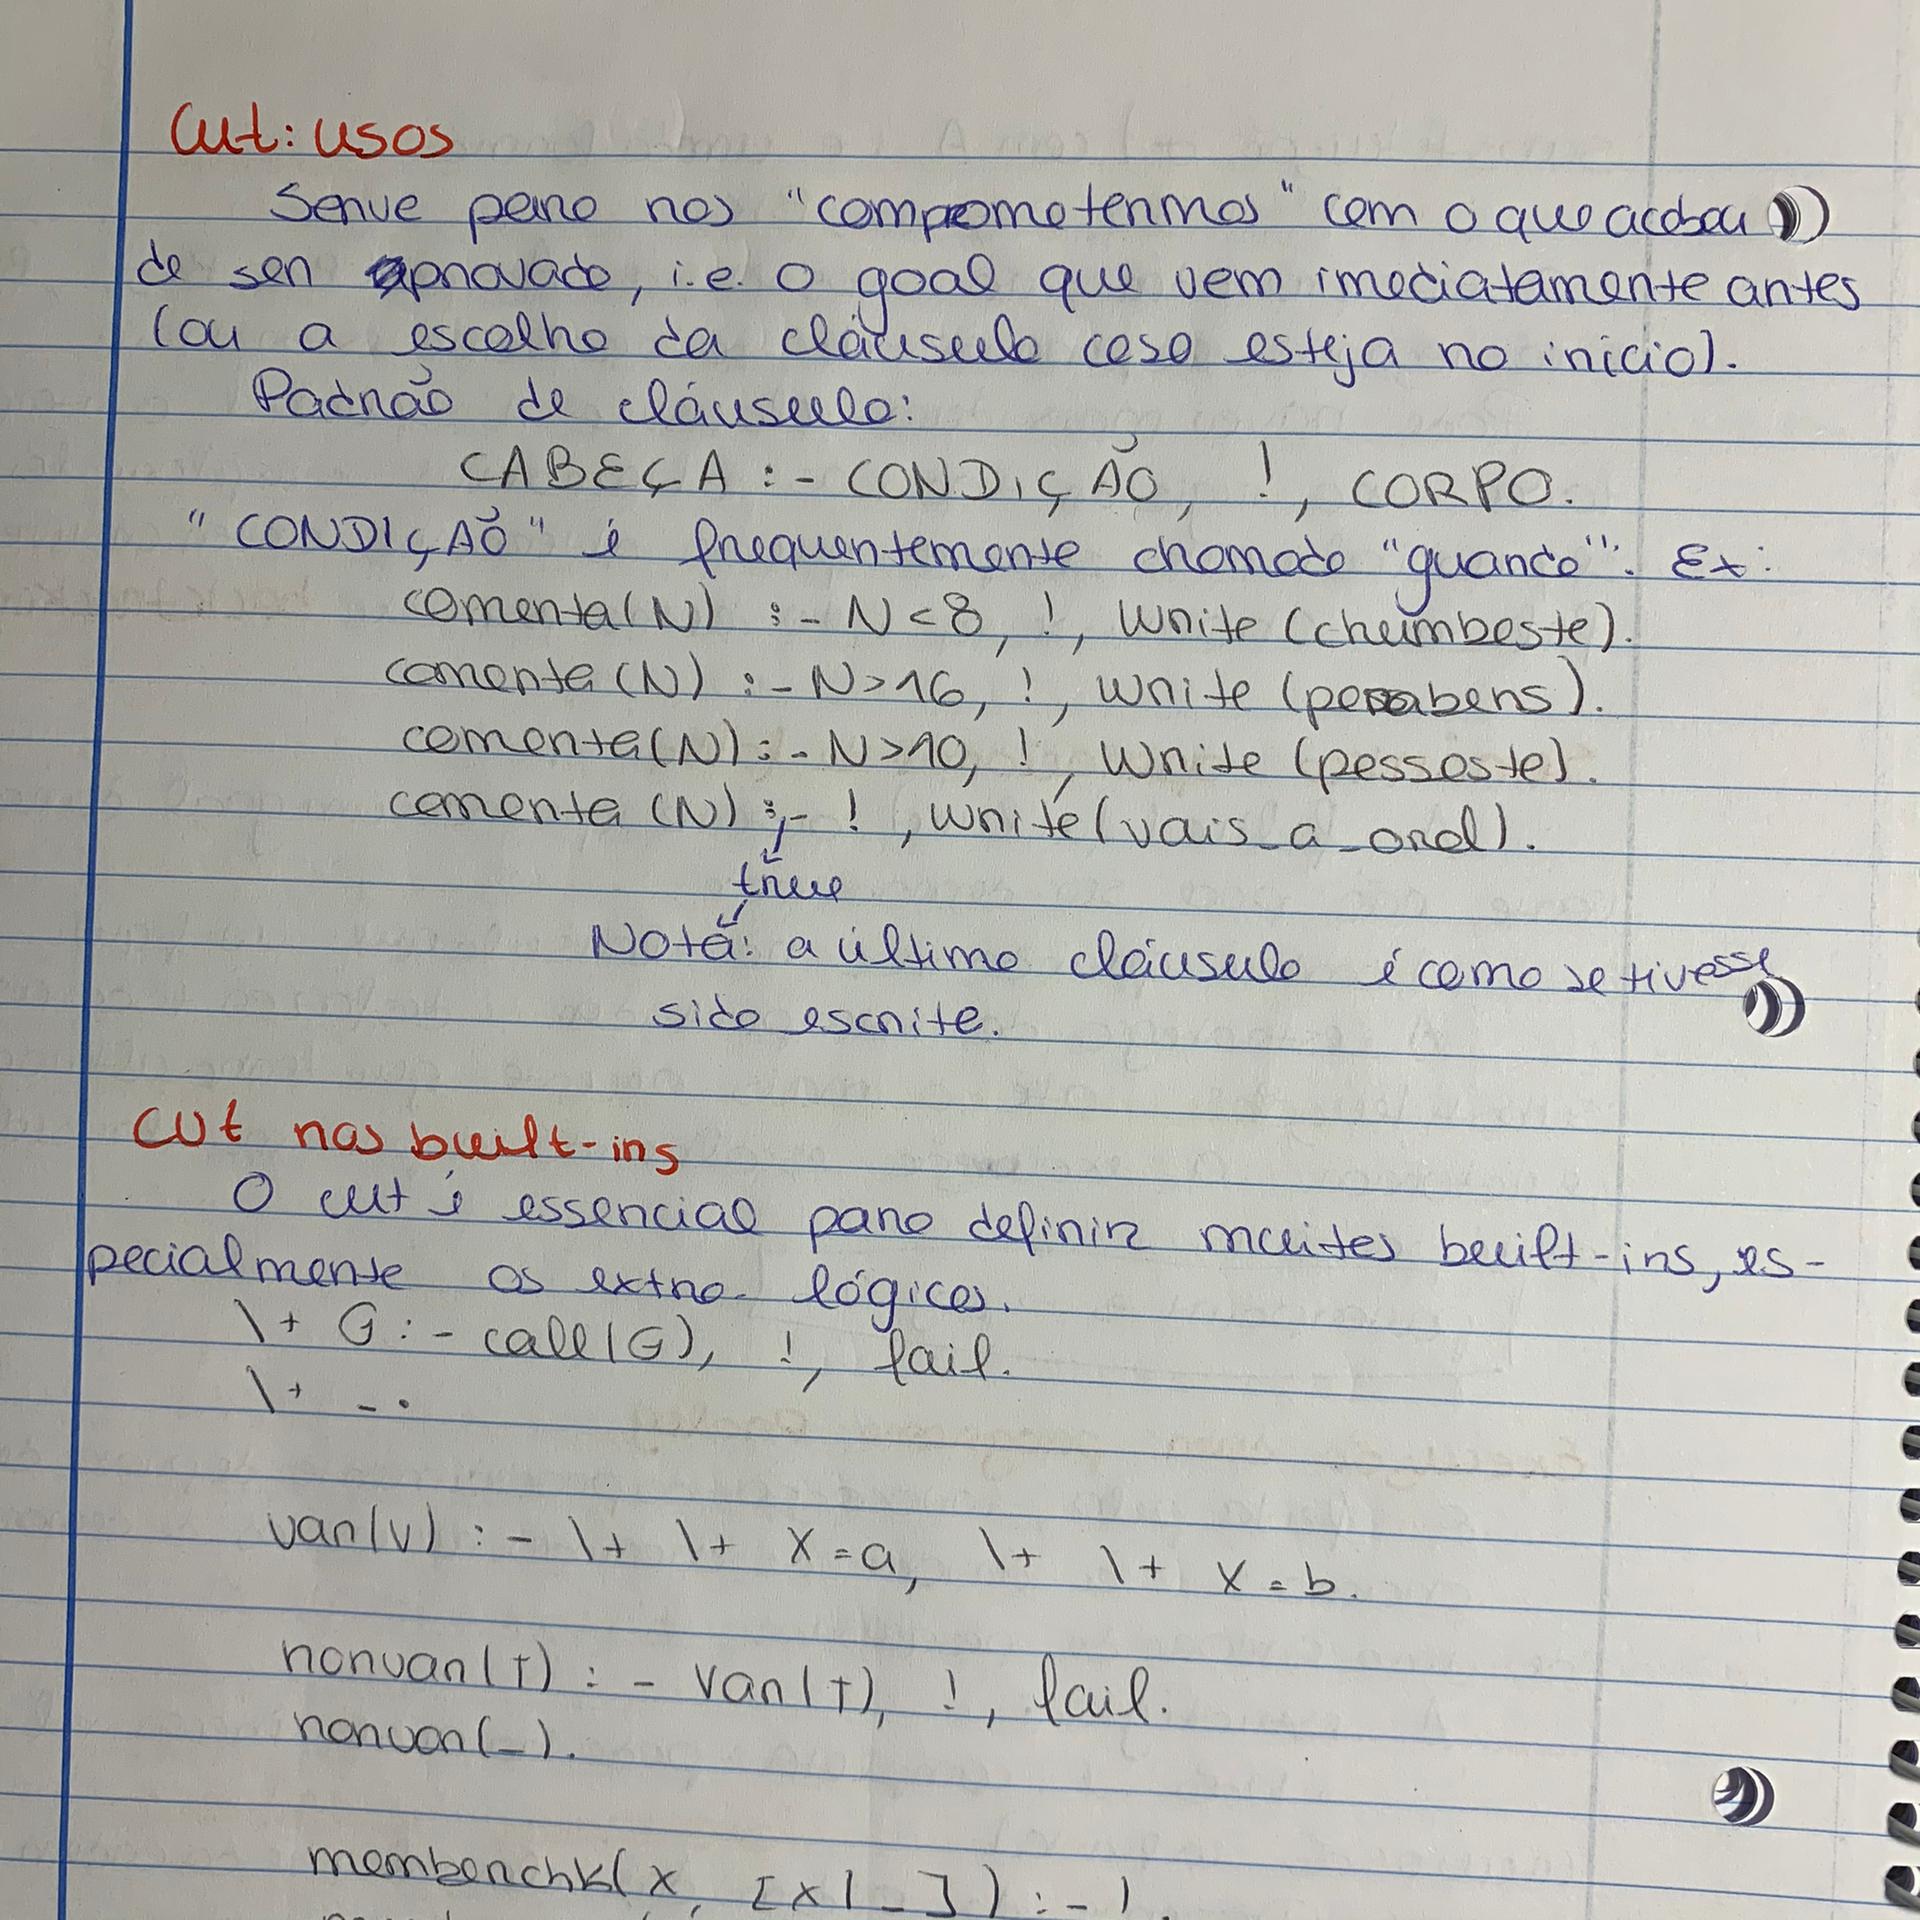 Cut: usos
Serve para nos "comprometermos" com o que acabou
de ser aprovado, i.e. o goal que vem imediatamente antes
(ou a escolha da cláusula caso esteja no início).
Padrão de cláusula:
CABEÇA :- CONDIÇÃO, !, CORPO.
"CONDIÇÃO" é frequentemente chamado "guarda". Ex:
comenta(N) :- N<8, !, write (chumbaste).
comenta (N) :- N>16, !, write (parabens).
comenta(N) :- N>10, !, write (passaste).
comenta (N) :- !, write (vais_a_oral).
true
Nota: a última cláusula é como se tivesse
sido escrita.
Cut nas built-ins
O cut é essencial para definir muitas built-ins, es-
pecialmente os extra-lógicos.
\+ G :- call(G), !, fail.
\+ _.
var(V) :- \+ \+ X=a, \+ \+ X=b.
nonvar(T) :- var(T), !, fail.
nonvar(_).
memberchk(X, [X|_]) :- !.